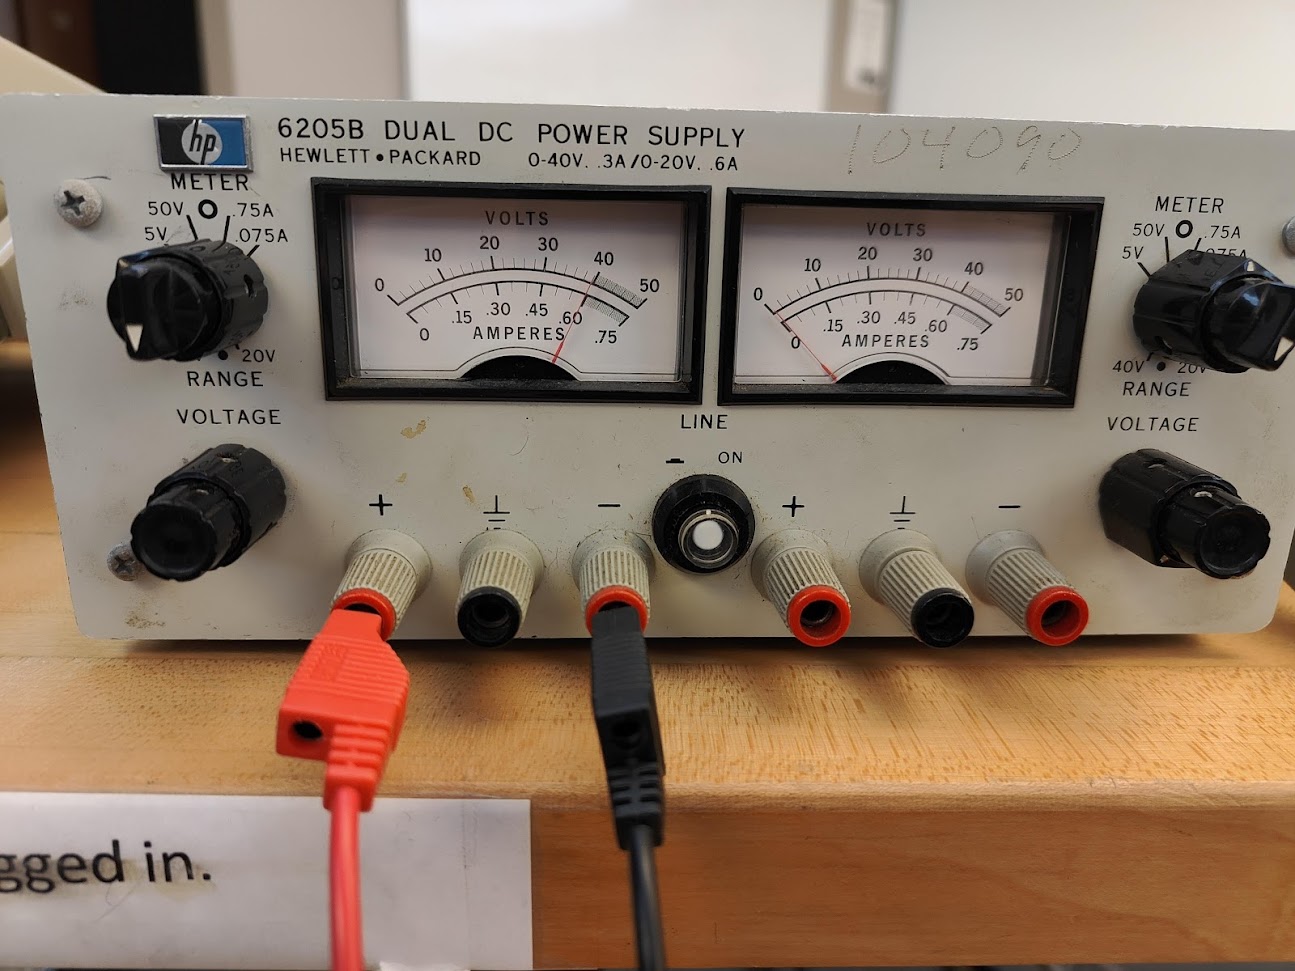 hp
6205B DUAL DC POWER SUPPLY
HEWLETT • PACKARD 0-40V. .3A/0-20V. .6A
104090
METER
50V .75A
5V .075A
20V
RANGE
VOLTAGE
VOLTS
0 10 20 30 40 50
0 .15 .30 .45 .60 .75
AMPERES
VOLTS
0 10 20 30 40 50
0 .15 .30 .45 .60 .75
AMPERES
METER
50V .75A
5V .075A
40V 20V
RANGE
VOLTAGE
LINE
ON
+ −
+ −
gged in.